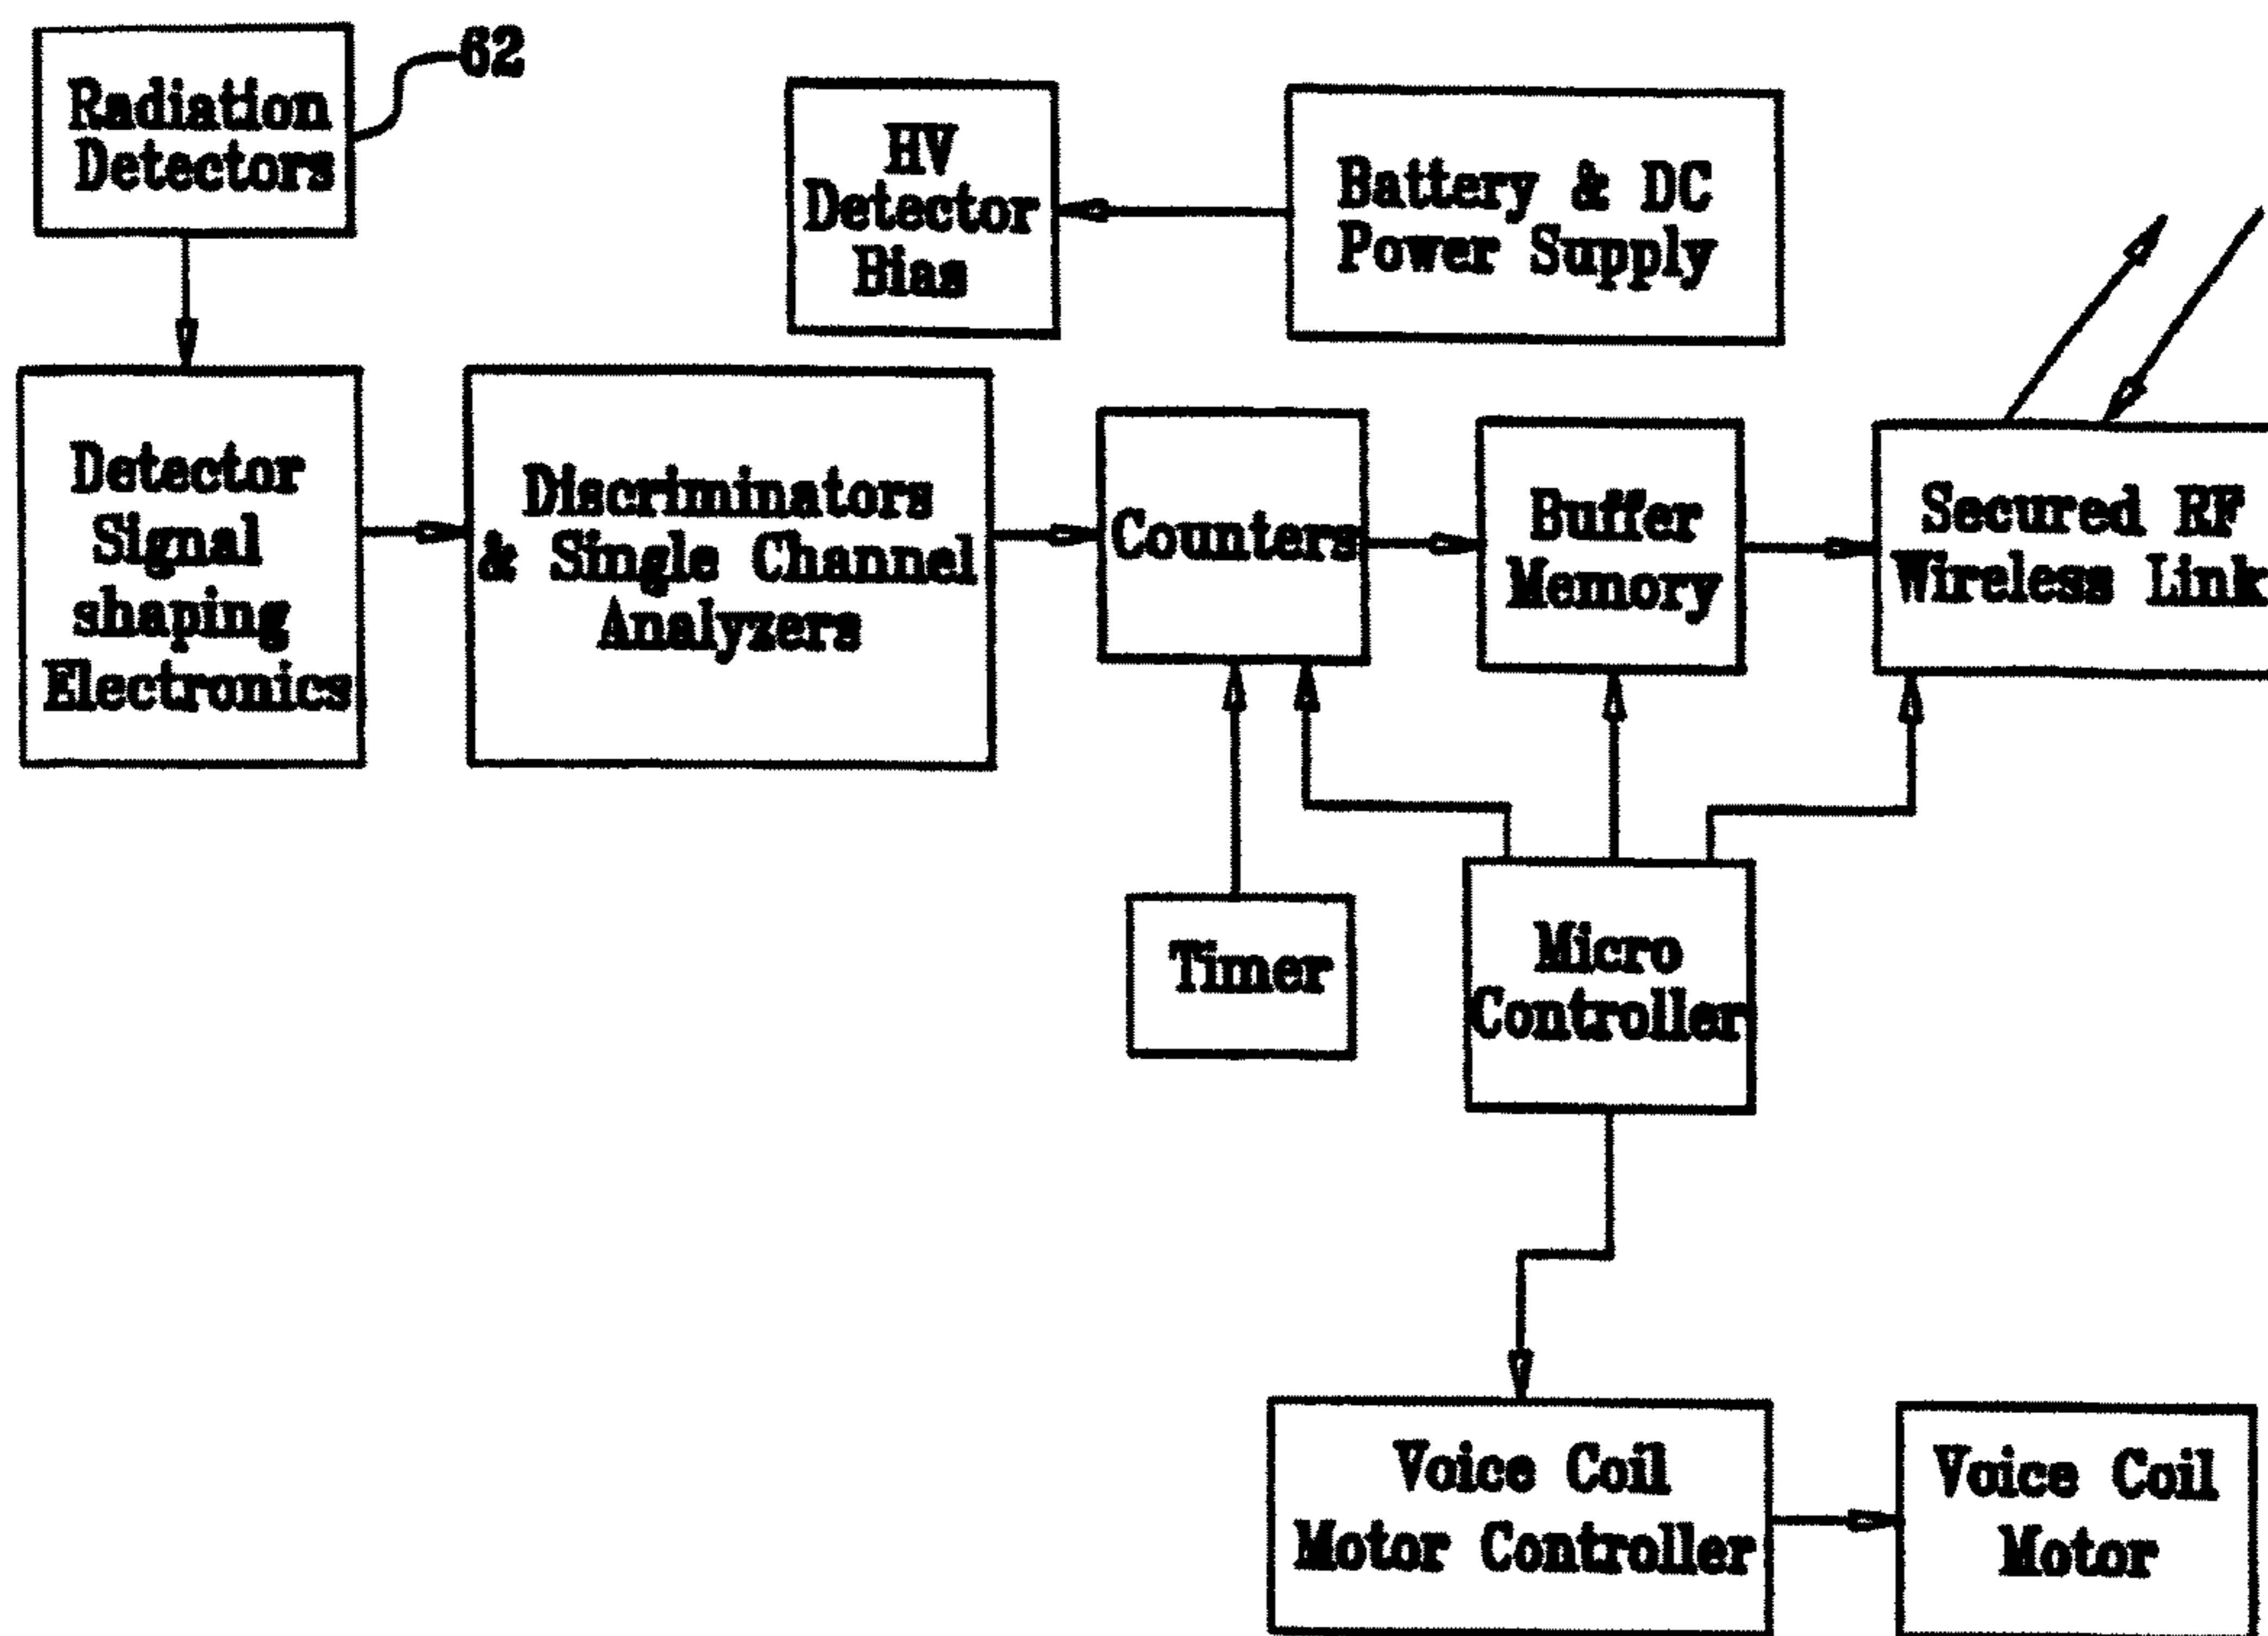 Radiation
Detectors
62
HV
Detector
Bias
Battery & DC
Power Supply
Detector
Signal
shaping
Electronics
Discriminators
& Single Channel
Analyzers
Counters
Buffer
Memory
Secured RF
Wireless Link
Timer
Micro
Controller
Voice Coil
Motor Controller
Voice Coil
Motor